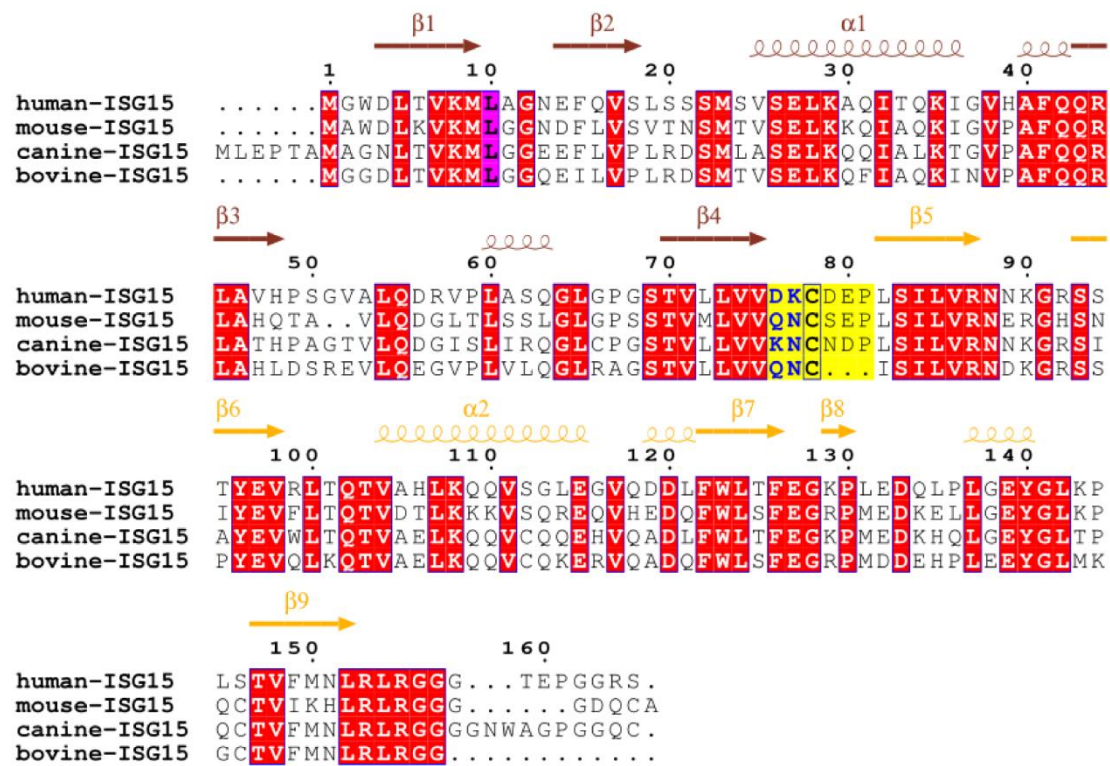 β1 β2 α1
1 10 20 30 40
human-ISG15 ......MGWDLTVKMLAGNEFQVSLSSSMSVSELKAQITQKIGVHAFQQR
mouse-ISG15 ......MAWDLKVKMLGGNDFLVSVTNSMTVSELKKQIAQKIGVPAFQQR
canine-ISG15 MLEPTAMAGNLTVKMLGGEEFLVPLRDSMLASELKQQIALKTGVPAFQQR
bovine-ISG15 ......MGGDLTVKMLGGQEILVPLRDSMTVSELKQFIAQKINVPAFQQR
β3 β4 β5
50 60 70 80 90
human-ISG15 LAVHPSGVALQDRVPLASQGLGPGSTVLLVVDKCDEPLSILVRNNKGRSS
mouse-ISG15 LAHQTA..VLQDGLTLSSLGLGPSSTVMLVVQNCSEPLSILVRNERGHSN
canine-ISG15 LATHPAGTVLQDGISLIRQGLCPGSTVLLVVKNCNDPLSILVRNNKGRSI
bovine-ISG15 LAHLDSREVLQEGVPLVLQGLRAGSTVLLVVQNC...ISILVRNDKGRSS
β6 α2 β7 β8
100 110 120 130 140
human-ISG15 TYEVRLTQTVAHLKQQVSGLEGVQDDLFWLTFEGKPLEDQLPLGEYGLKP
mouse-ISG15 IYEVFLTQTVDTLKKKVSQREQVHEDQFWLSFEGRPMEDKELLGEYGLKP
canine-ISG15 AYEVWLTQTVAELKQQVCQQEHVQADLFWLTFEGKPMEDKHQLGEYGLTP
bovine-ISG15 PYEVQLKQTVAELKQQVCQKERVQADQFWLSFEGRPMDDEHPLEEYGLMK
β9
150 160
human-ISG15 LSTVFMNLRLRGGG...TEPGGRS.
mouse-ISG15 QCTVIKHLRLRGGG......GDQCA
canine-ISG15 QCTVFMNLRLRGGGGGNWAGPGGQC.
bovine-ISG15 GCTVFMNLRLRGG............